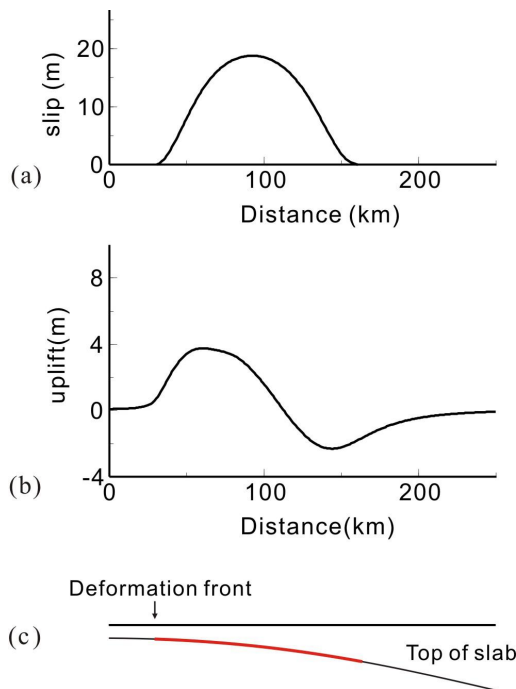 20
slip (m)
10
0
(a)
0
100
200
Distance (km)
8
uplift(m)
4
0
-4
(b)
0
100
200
Distance(km)
Deformation front
(c)
Top of slab